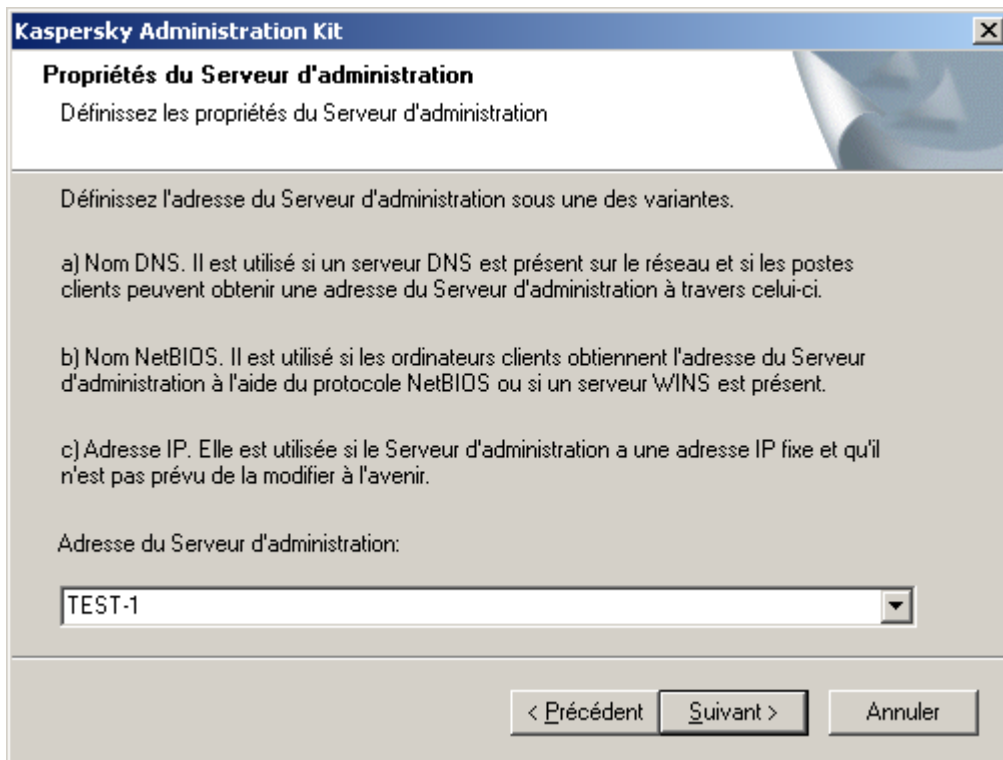 Kaspersky Administration Kit
Propriétés du Serveur d'administration
Définissez les propriétés du Serveur d'administration
Définissez l'adresse du Serveur d'administration sous une des variantes.
a) Nom DNS. Il est utilisé si un serveur DNS est présent sur le réseau et si les postes
clients peuvent obtenir une adresse du Serveur d'administration à travers celui-ci.
b) Nom NetBIOS. Il est utilisé si les ordinateurs clients obtiennent l'adresse du Serveur
d'administration à l'aide du protocole NetBIOS ou si un serveur WINS est présent.
c) Adresse IP. Elle est utilisée si le Serveur d'administration a une adresse IP fixe et qu'il
n'est pas prévu de la modifier à l'avenir.
Adresse du Serveur d'administration:
TEST-1
< Précédent Suivant > Annuler